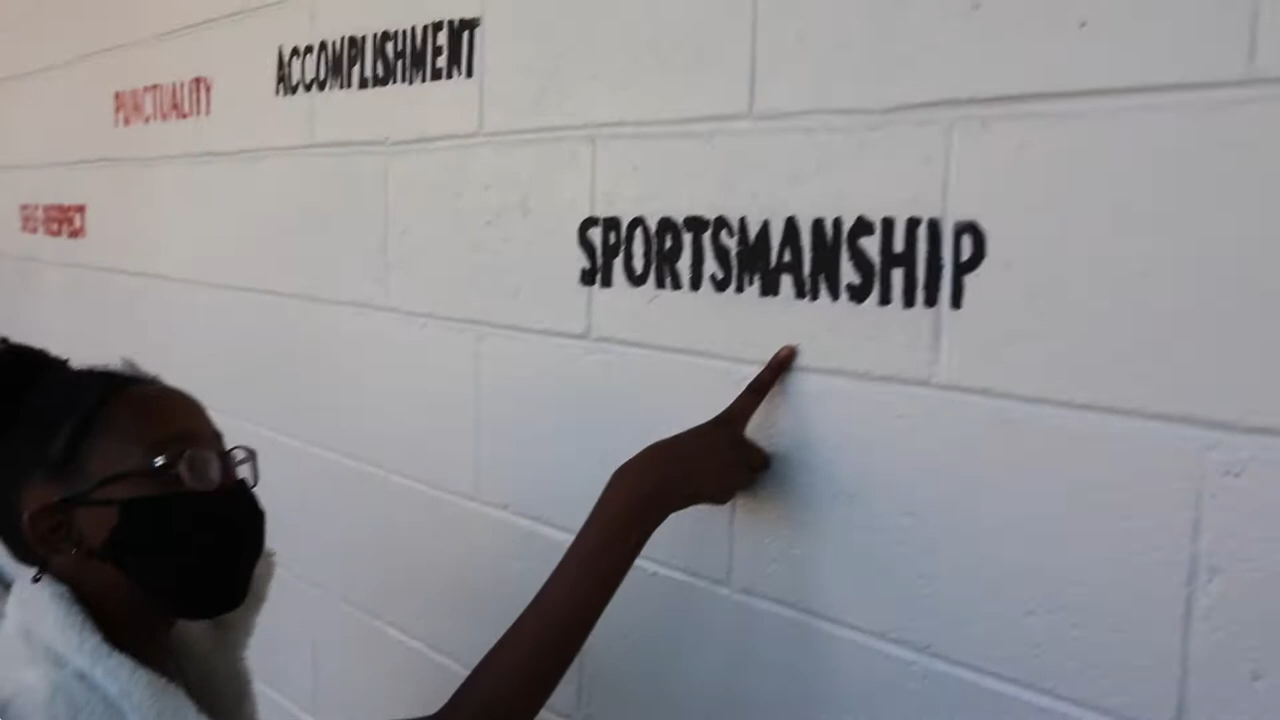 ACCOMPLISHMENT
PUNCTUALITY
SELF-RESPECT
SPORTSMANSHIP